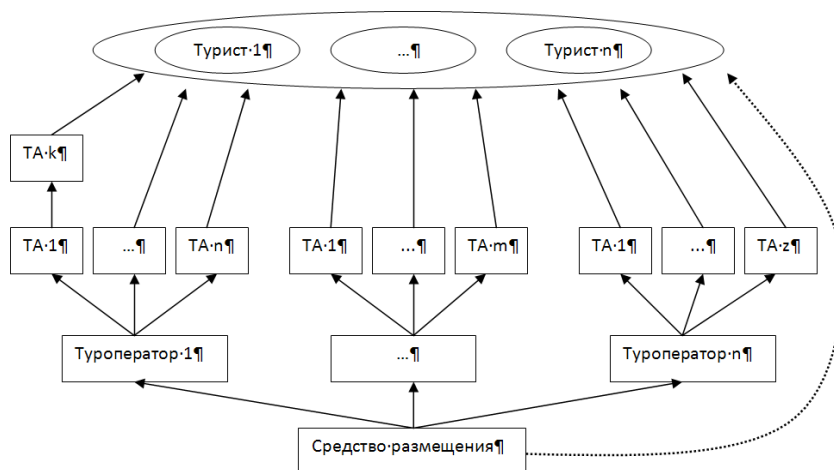 Турист·1¶ …¶ Турист·n¶
ТА·k¶
ТА·1¶ …¶ ТА·n¶ ТА·1¶ …¶ ТА·m¶ ТА·1¶ …¶ ТА·z¶
Туроператор·1¶ …¶ Туроператор·n¶
Средство·размещения¶